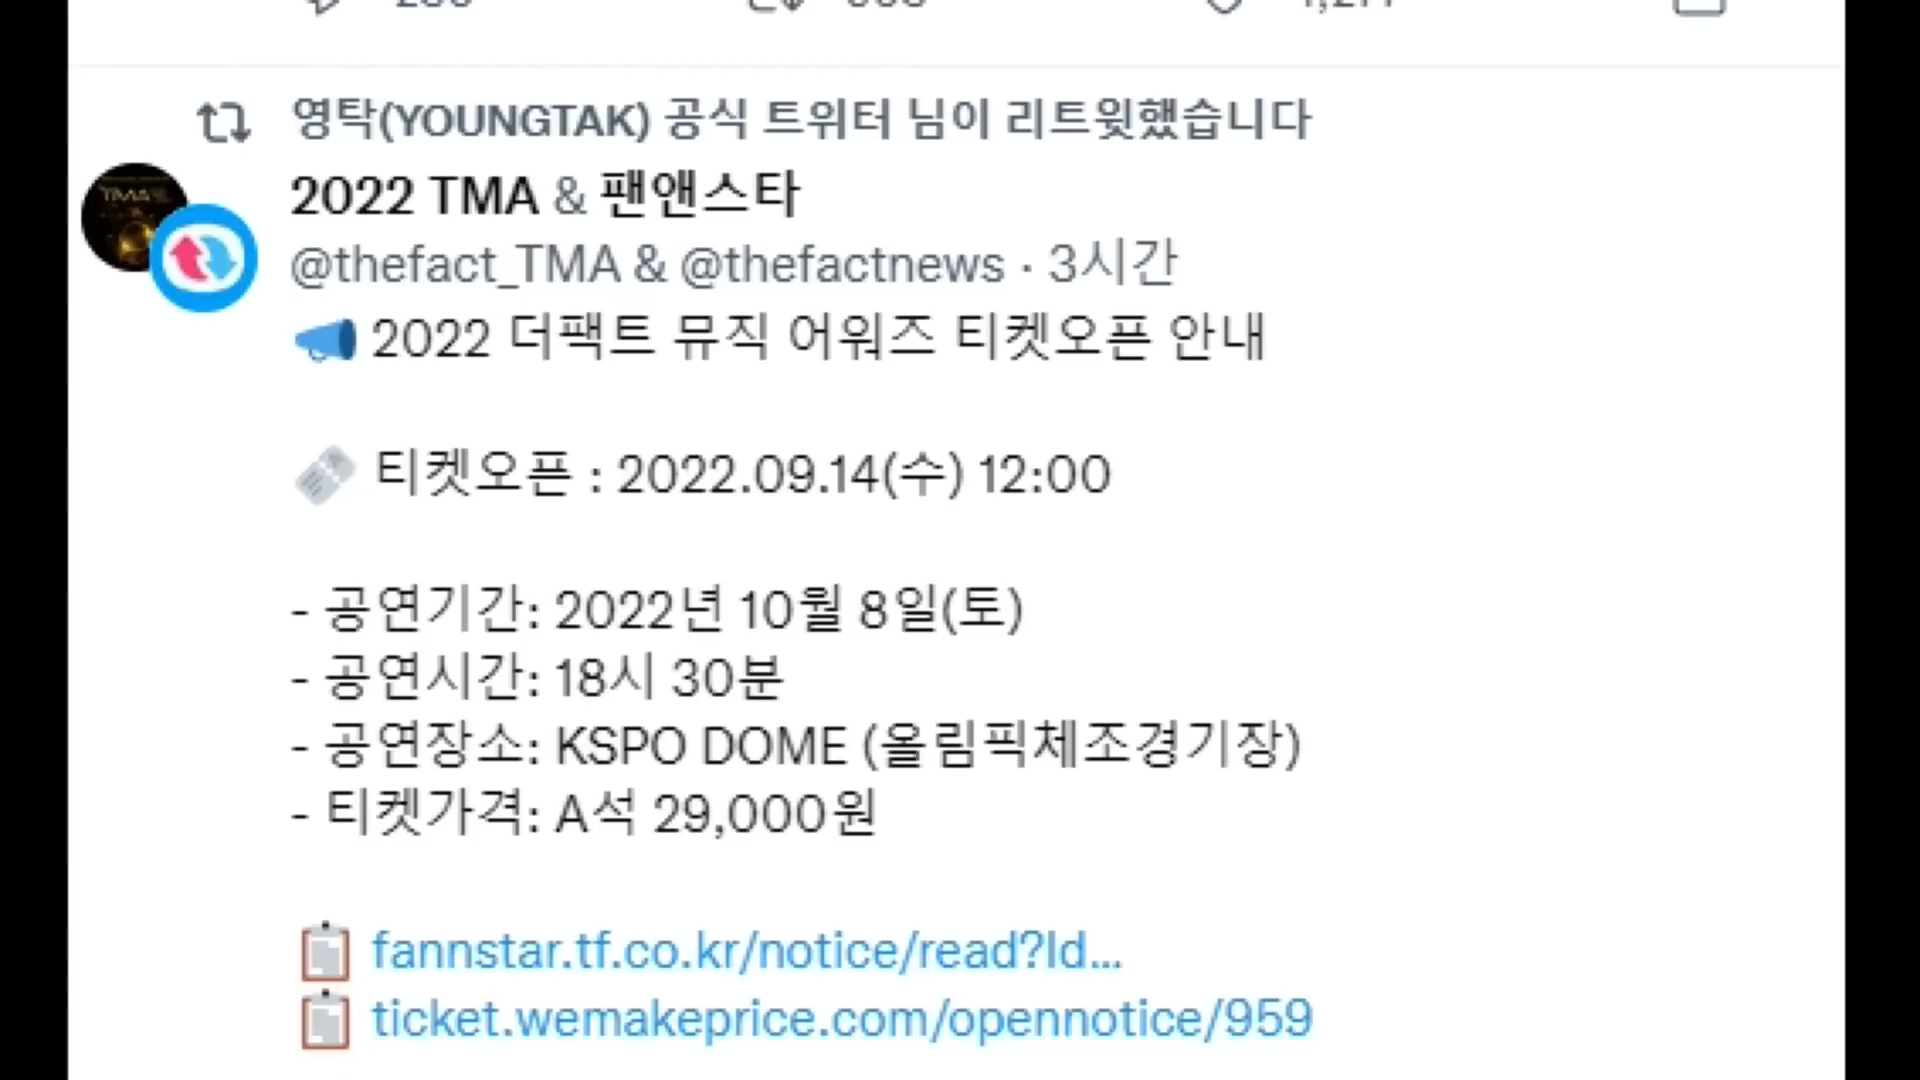 영탁(YOUNGTAK) 공식 트위터 님이 리트윗했습니다
2022 TMA & 팬앤스타
@thefact_TMA & @thefactnews · 3시간
2022 더팩트 뮤직 어워즈 티켓오픈 안내
티켓오픈 : 2022.09.14(수) 12:00
- 공연기간: 2022년 10월 8일(토)
- 공연시간: 18시 30분
- 공연장소: KSPO DOME (올림픽체조경기장)
- 티켓가격: A석 29,000원
fannstar.tf.co.kr/notice/read?Id...
ticket.wemakeprice.com/opennotice/959